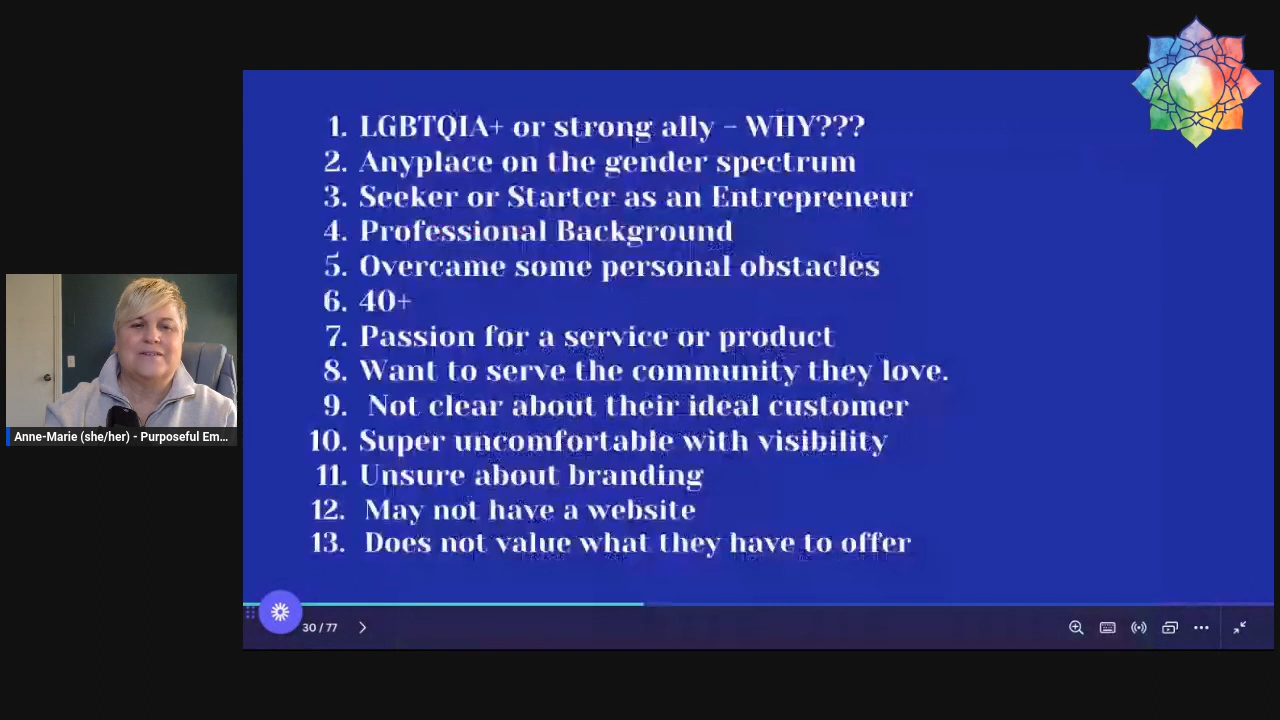 1. LGBTQIA+ or strong ally - WHY???
2. Anyplace on the gender spectrum
3. Seeker or Starter as an Entrepreneur
4. Professional Background
5. Overcame some personal obstacles
6. 40+
7. Passion for a service or product
8. Want to serve the community they love.
9. Not clear about their ideal customer
10. Super uncomfortable with visibility
11. Unsure about branding
12. May not have a website
13. Does not value what they have to offer
Anne-Marie (she/her) - Purposeful Em...
30 / 77